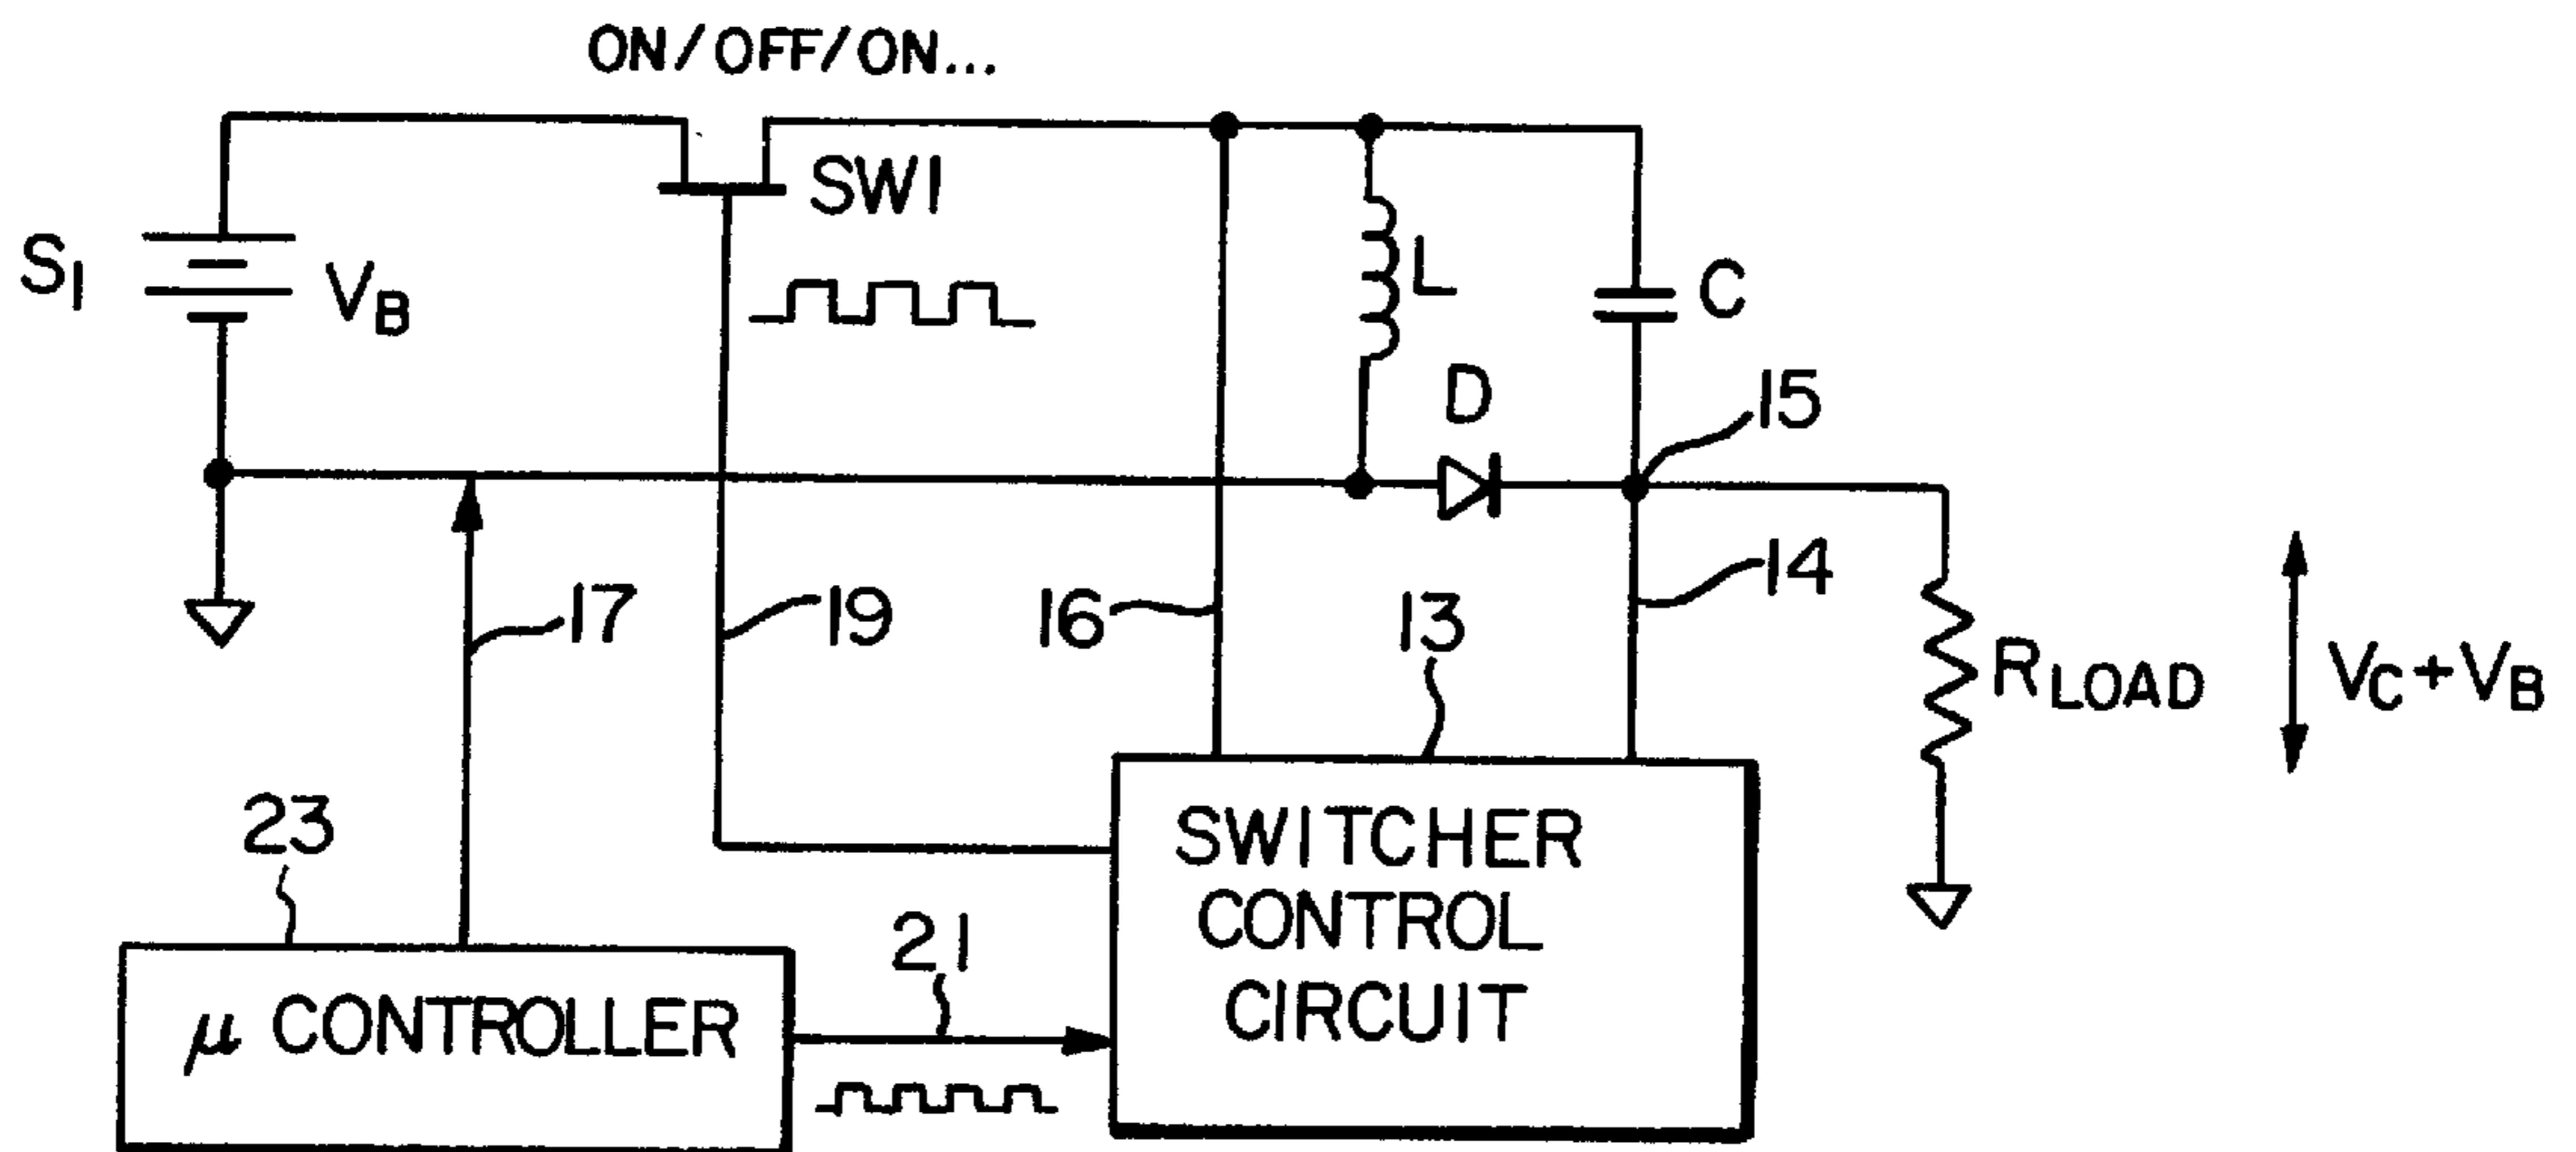 ON/OFF/ON...
SW1
S1
VB
L
C
D
15
14
17
19
16
13
RLOAD
VC+VB
23
SWITCHER
CONTROL
CIRCUIT
21
μ CONTROLLER